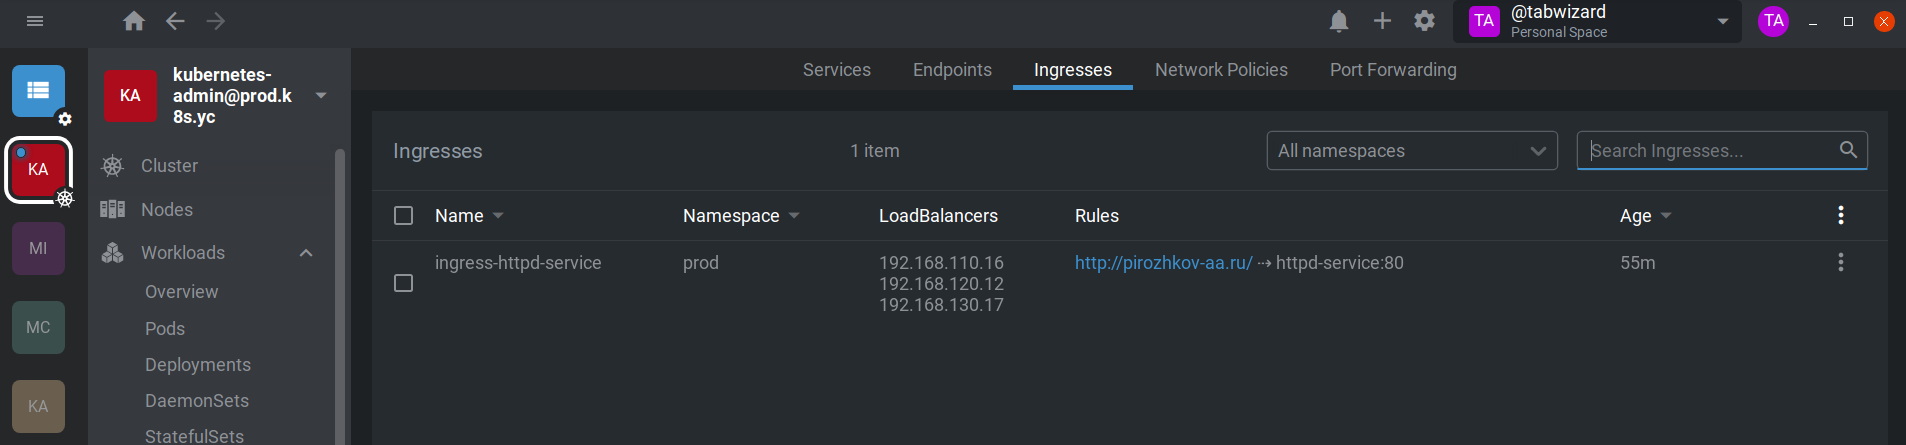 TA
@tabwizard
Personal Space
TA
KA
kubernetes-
admin@prod.k
8s.yc
KA
MI
MC
KA
Cluster
Nodes
Workloads
Overview
Pods
Deployments
DaemonSets
StatefulSets
Services Endpoints Ingresses Network Policies Port Forwarding
Ingresses 1 item All namespaces Search Ingresses...
Name Namespace LoadBalancers Rules Age
ingress-httpd-service prod 192.168.110.16 http://pirozhkov-aa.ru/ ⇢ httpd-service:80 55m
192.168.120.12
192.168.130.17